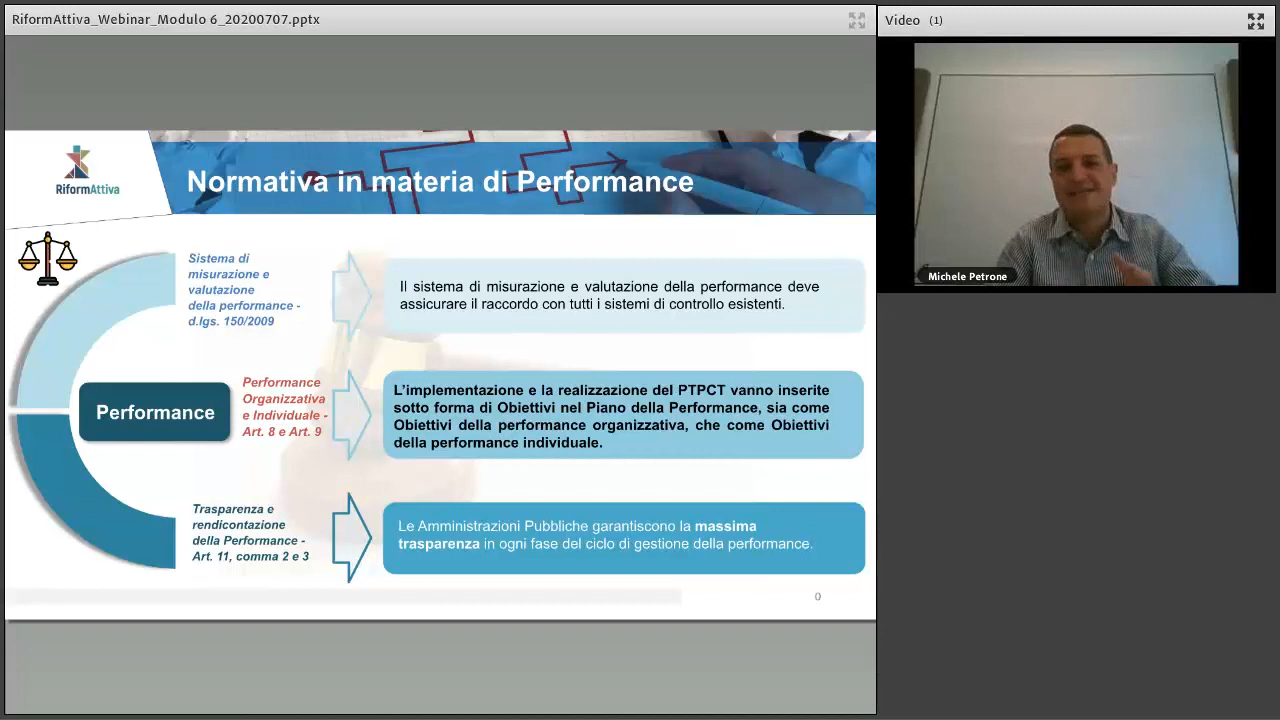 RiformAttiva_Webinar_Modulo 6_20200707.pptx
Video (1)
RiformAttiva
Normativa in materia di Performance
Sistema di
misurazione e
valutazione
della performance -
d.lgs. 150/2009
Il sistema di misurazione e valutazione della performance deve
assicurare il raccordo con tutti i sistemi di controllo esistenti.
Performance
Performance
Organizzativa
e Individuale -
Art. 8 e Art. 9
L'implementazione e la realizzazione del PTPCT vanno inserite
sotto forma di Obiettivi nel Piano della Performance, sia come
Obiettivi della performance organizzativa, che come Obiettivi
della performance individuale.
Trasparenza e
rendicontazione
della Performance -
Art. 11, comma 2 e 3
Le Amministrazioni Pubbliche garantiscono la massima
trasparenza in ogni fase del ciclo di gestione della performance.
0
Michele Petrone